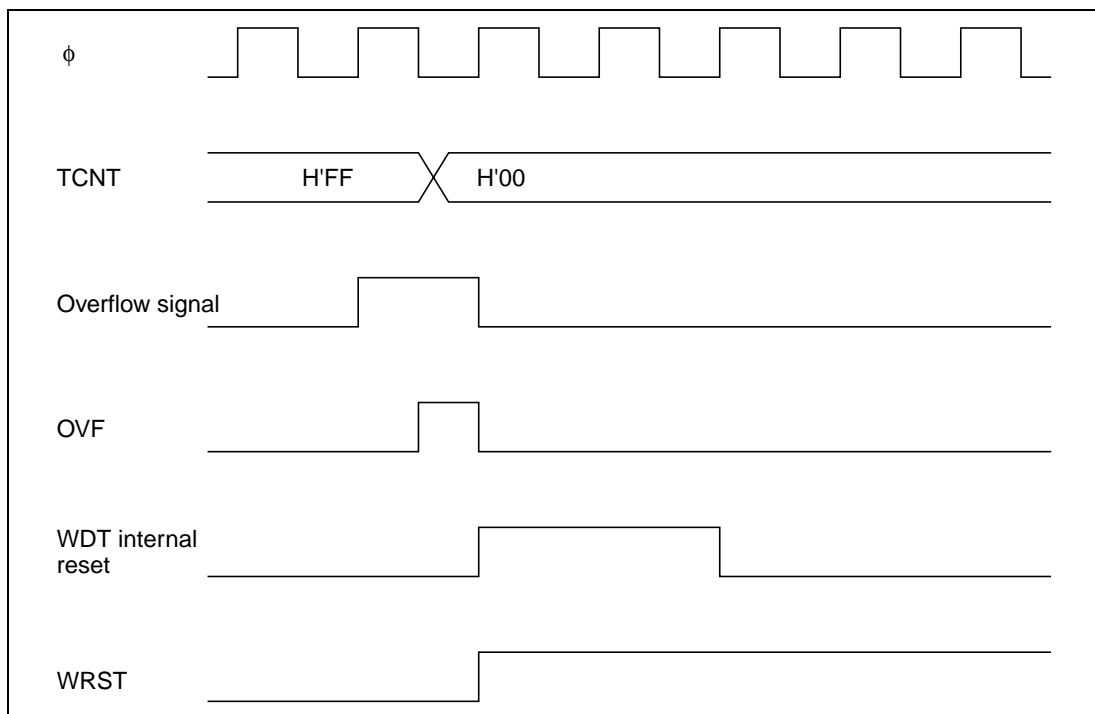 ϕ
TCNT
H'FF
H'00
Overflow signal
OVF
WDT internal
reset
WRST